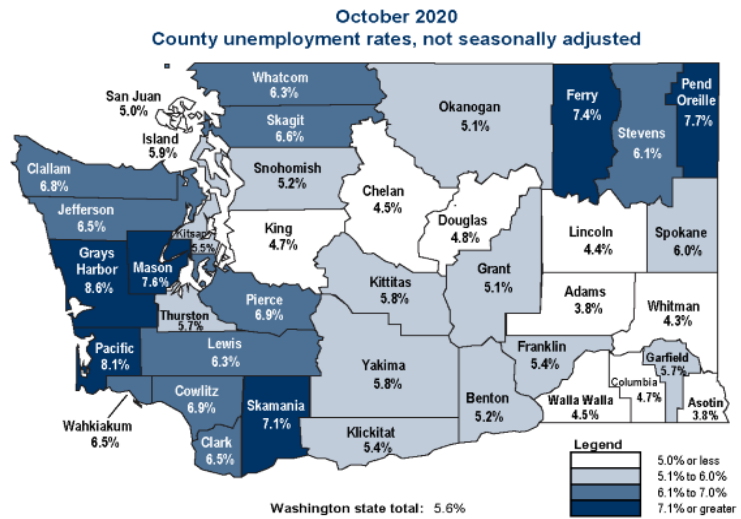 October 2020
County unemployment rates, not seasonally adjusted
Whatcom
6.3%
San Juan
5.0%
Skagit
6.6%
Island
5.9%
Okanogan
5.1%
Ferry
7.4%
Stevens
6.1%
Pend
Oreille
7.7%
Clallam
6.8%
Snohomish
5.2%
Chelan
4.5%
Jefferson
6.5%
Kitsap
5.5%
King
4.7%
Douglas
4.8%
Lincoln
4.4%
Spokane
6.0%
Grays
Harbor
8.6%
Mason
7.6%
Kittitas
5.8%
Grant
5.1%
Adams
3.8%
Whitman
4.3%
Pierce
6.9%
Thurston
5.7%
Pacific
8.1%
Lewis
6.3%
Yakima
5.8%
Franklin
5.4%
Garfield
5.7%
Columbia
4.7%
Walla Walla
4.5%
Asotin
3.8%
Benton
5.2%
Cowlitz
6.9%
Skamania
7.1%
Wahkiakum
6.5%
Clark
6.5%
Klickitat
5.4%
Legend
5.0% or less
5.1% to 6.0%
6.1% to 7.0%
7.1% or greater
Washington state total: 5.6%